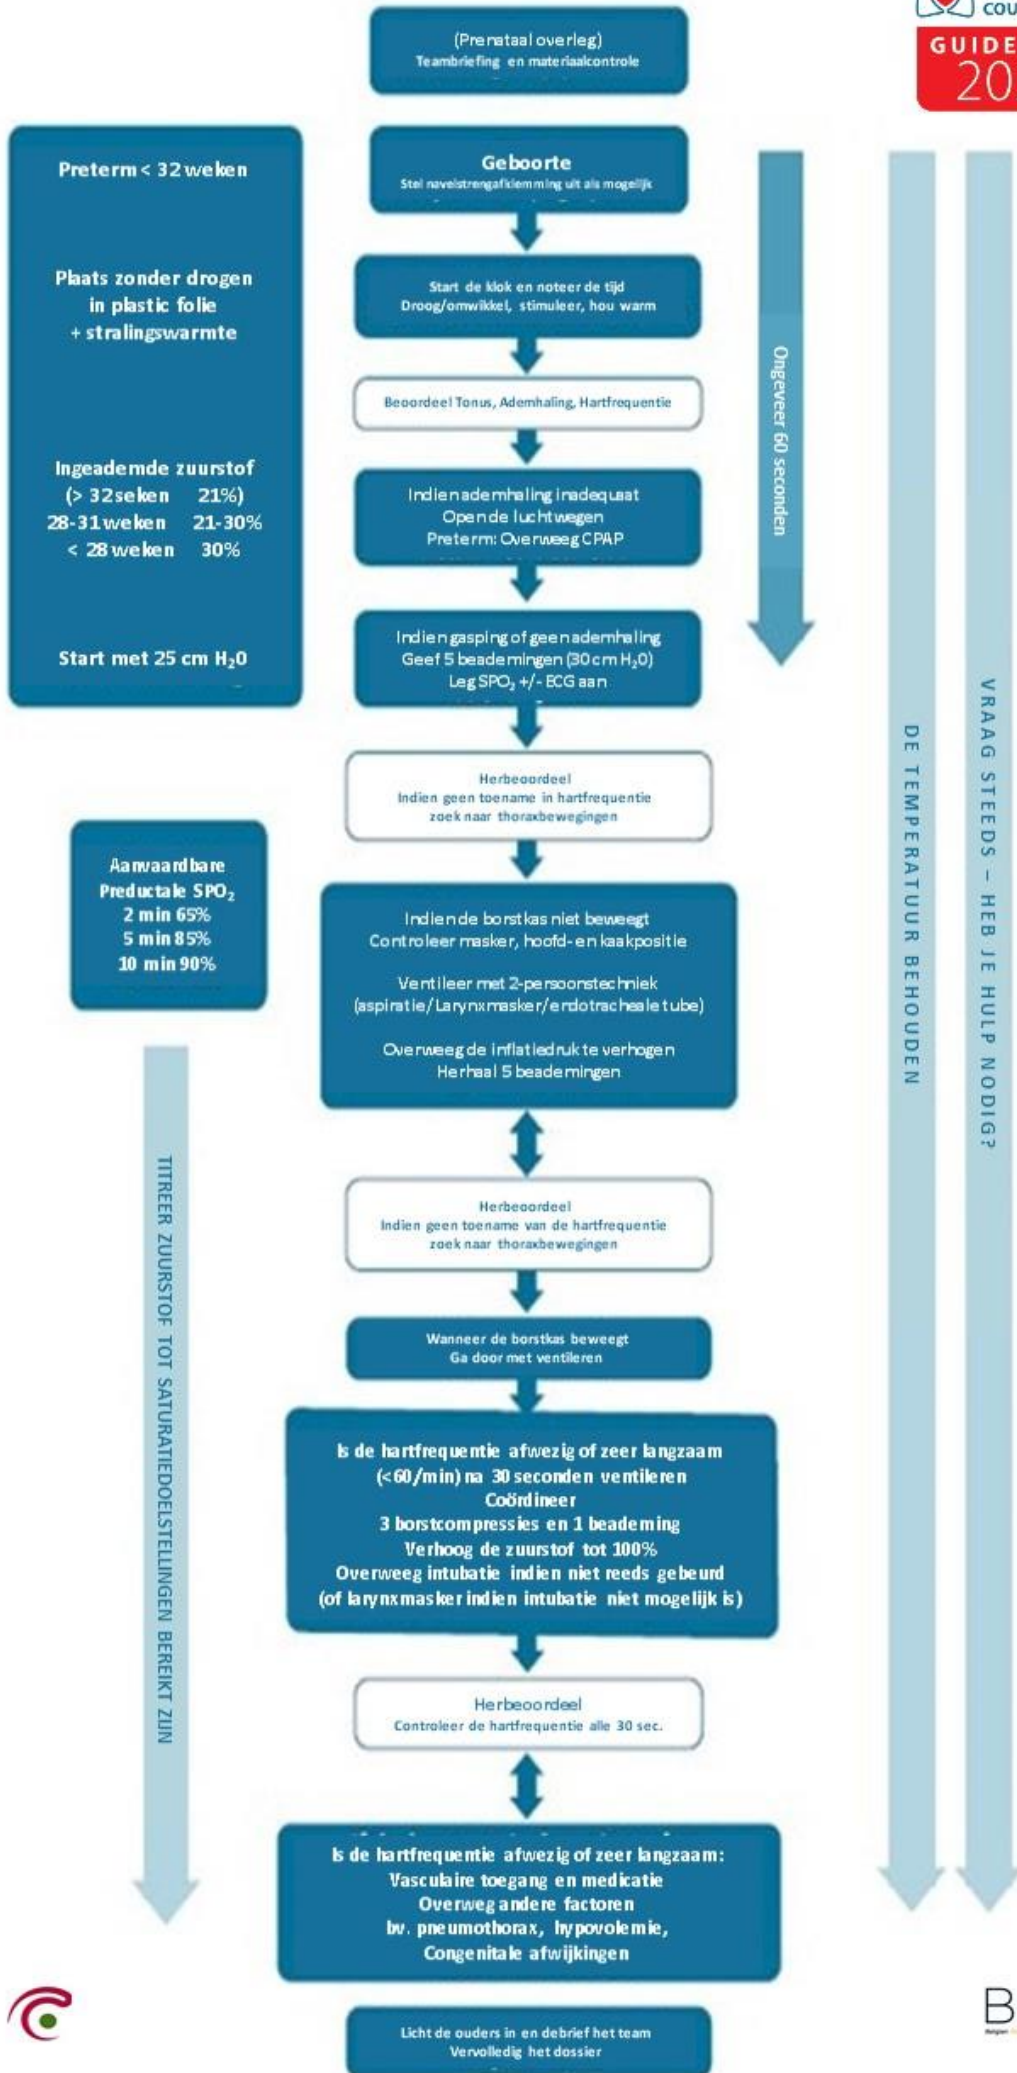 COU
GUIDE
20
(Prenataal overleg)
Teambriefing en materiaalcontrole
Preterm < 32 weken
Plaats zonder drogen
in plastic folie
+ stralingswarmte
Ingeademde zuurstof
(> 32 seken 21%)
28-31 weken 21-30%
< 28 weken 30%
Start met 25 cm H₂0
Geboorte
Stel navelstrengafklemming uit als mogelijk
Start de klok en noteer de tijd
Droog/omwikkel, stimuleer, hou warm
Beoordeel Tonus, Ademhaling, Hartfrequentie
Indien ademhaling inadequaat
Open de luchtwegen
Preterm: Overweeg CPAP
Indien gasping of geen ademhaling
Geef 5 beademingen (30 cm H₂0)
Leg SPO₂ +/- ECG aan
Ongeveer 60 seconden
Herbeoordeel
Indien geen toename in hartfrequentie
zoek naar thoraxbewegingen
Aanvaardbare
Preductale SPO₂
2 min 65%
5 min 85%
10 min 90%
Indien de borstkas niet beweegt
Controleer masker, hoofd- en kaakpositie
Ventileer met 2-persoonstechniek
(aspiratie/Larynxmasker/endotracheale tube)
Overweeg de inflatiedruk te verhogen
Herhaal 5 beademingen
Herbeoordeel
Indien geen toename van de hartfrequentie
zoek naar thoraxbewegingen
Wanneer de borstkas beweegt
Ga door met ventileren
Is de hartfrequentie afwezig of zeer langzaam
(<60/min) na 30 seconden ventileren
Coördineer
3 borstcompressies en 1 beademing
Verhoog de zuurstof tot 100%
Overweeg intubatie indien niet reeds gebeurd
(of larynxmasker indien intubatie niet mogelijk is)
Herbeoordeel
Controleer de hartfrequentie alle 30 sec.
Is de hartfrequentie afwezig of zeer langzaam:
Vasculaire toegang en medicatie
Overweg andere factoren
bv. pneumothorax, hypovolemie,
Congenitale afwijkingen
Licht de ouders in en debrief het team
Vervolledig het dossier
TITREER ZUURSTOF TOT SATURATIEDOELSTELLINGEN BEREIKT ZIJN
DE TEMPERATUUR BEHOUDEN
VRAAG STEEDS – HEB JE HULP NODIG?
B
Belgian